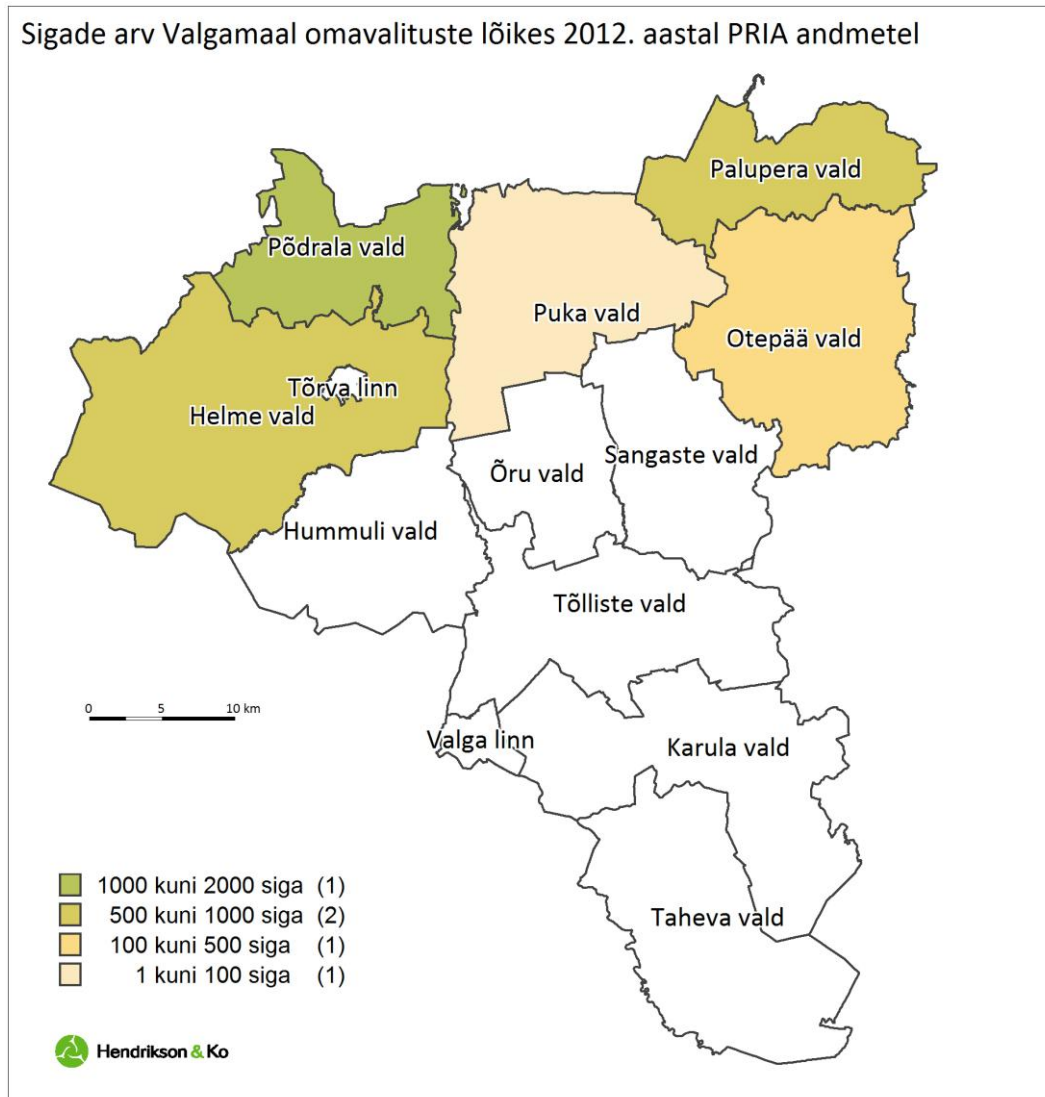 Sigade arv Valgamaal omavalituste lõikes 2012. aastal PRIA andmetel
Palupera vald
Põdrala vald
Puka vald
Otepää vald
Tõrva linn
Helme vald
Sangaste vald
Õru vald
Hummuli vald
Tõlliste vald
0 5 10 km
Valga linn
Karula vald
1000 kuni 2000 siga (1)
500 kuni 1000 siga (2)
100 kuni 500 siga (1)
1 kuni 100 siga (1)
Taheva vald
Hendrikson & Ko